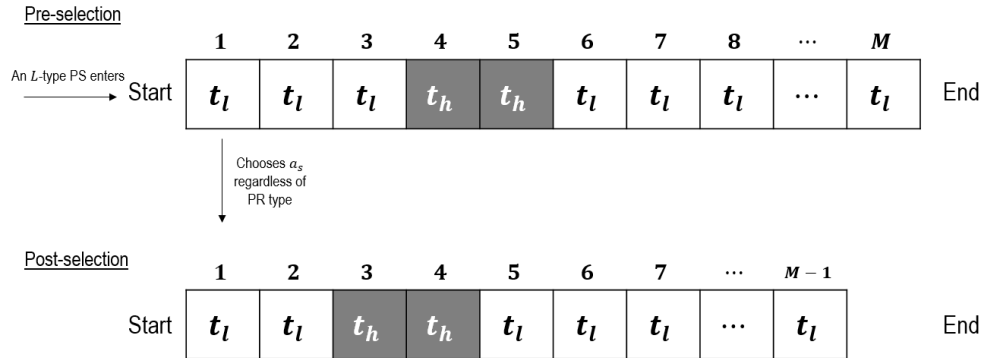 Pre-selection
1 2 3 4 5 6 7 8 ⋯ M
An L-type PS enters
Start t_l t_l t_l t_h t_h t_l t_l t_l ⋯ t_l End
Chooses a_s
regardless of
PR type
Post-selection
1 2 3 4 5 6 7 ⋯ M − 1
Start t_l t_l t_h t_h t_l t_l t_l ⋯ t_l End